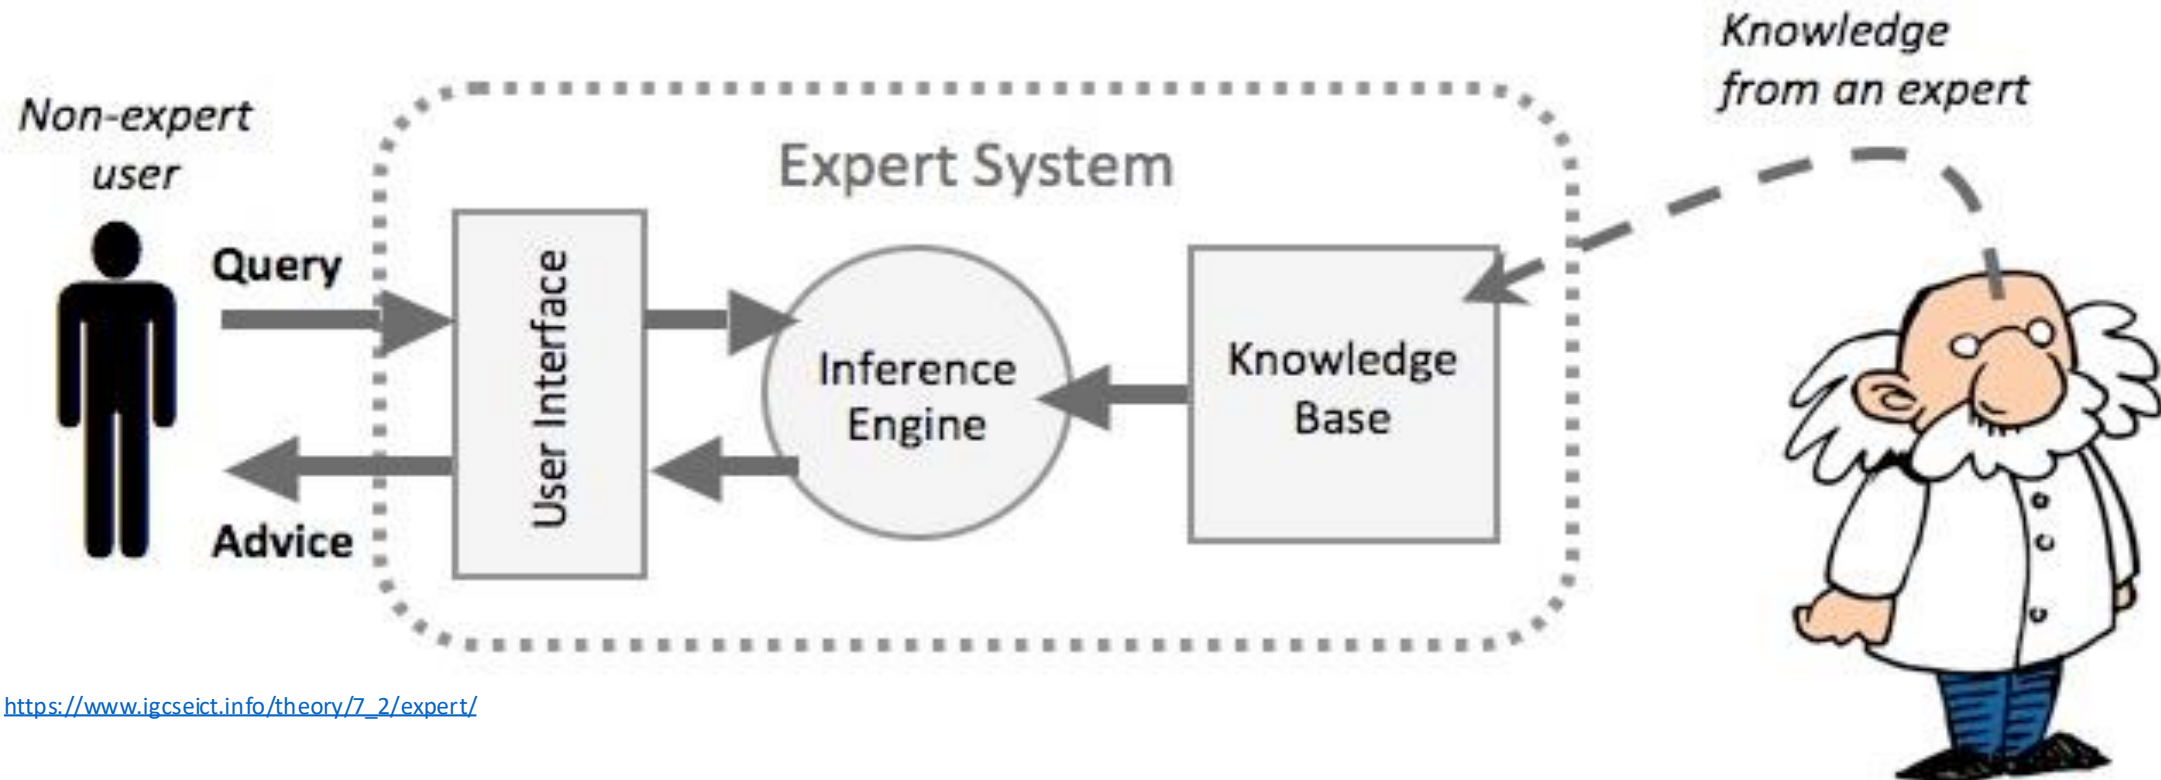 Knowledge
from an expert
Non-expert
user
Expert System
Query
User Interface
Inference
Engine
Knowledge
Base
Advice
https://www.igcseict.info/theory/7_2/expert/